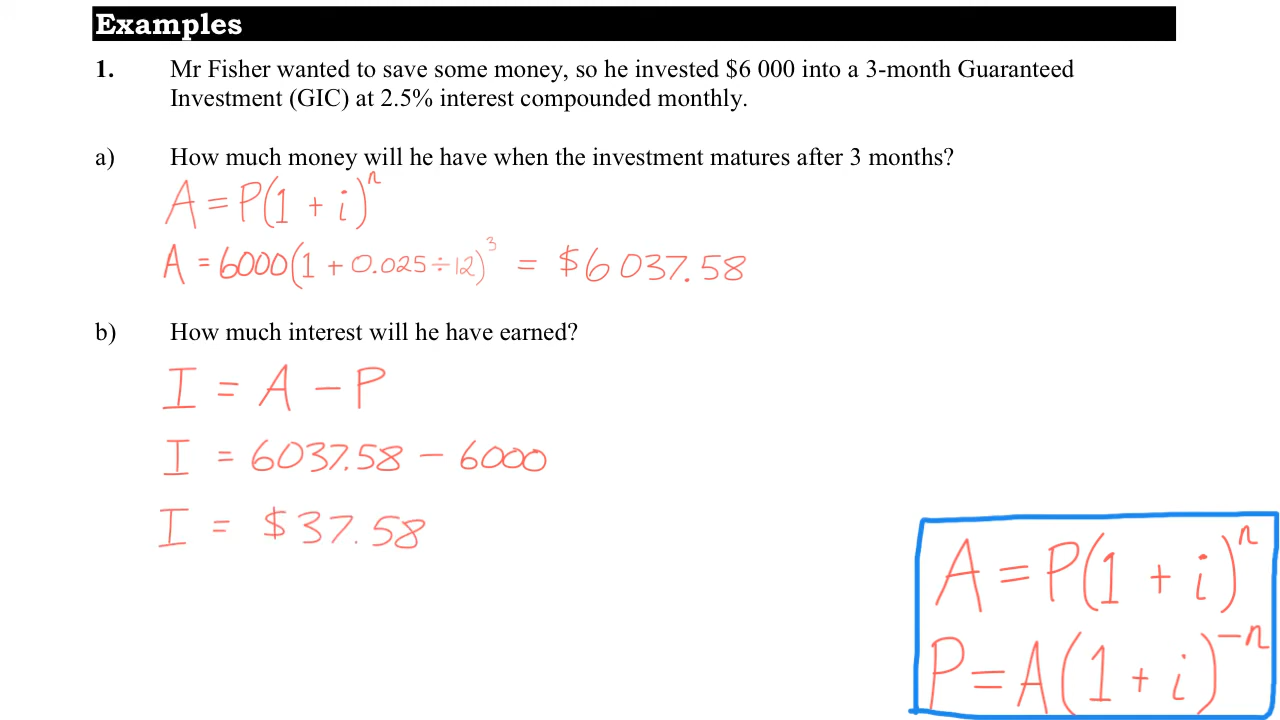 Examples
1. Mr Fisher wanted to save some money, so he invested $6 000 into a 3-month Guaranteed
Investment (GIC) at 2.5% interest compounded monthly.
a) How much money will he have when the investment matures after 3 months?
A = P(1 + i)^n
A = 6000(1 + 0.025 ÷ 12)^3 = $6037.58
b) How much interest will he have earned?
I = A − P
I = 6037.58 − 6000
I = $37.58
A = P(1 + i)^n
P = A(1 + i)^−n